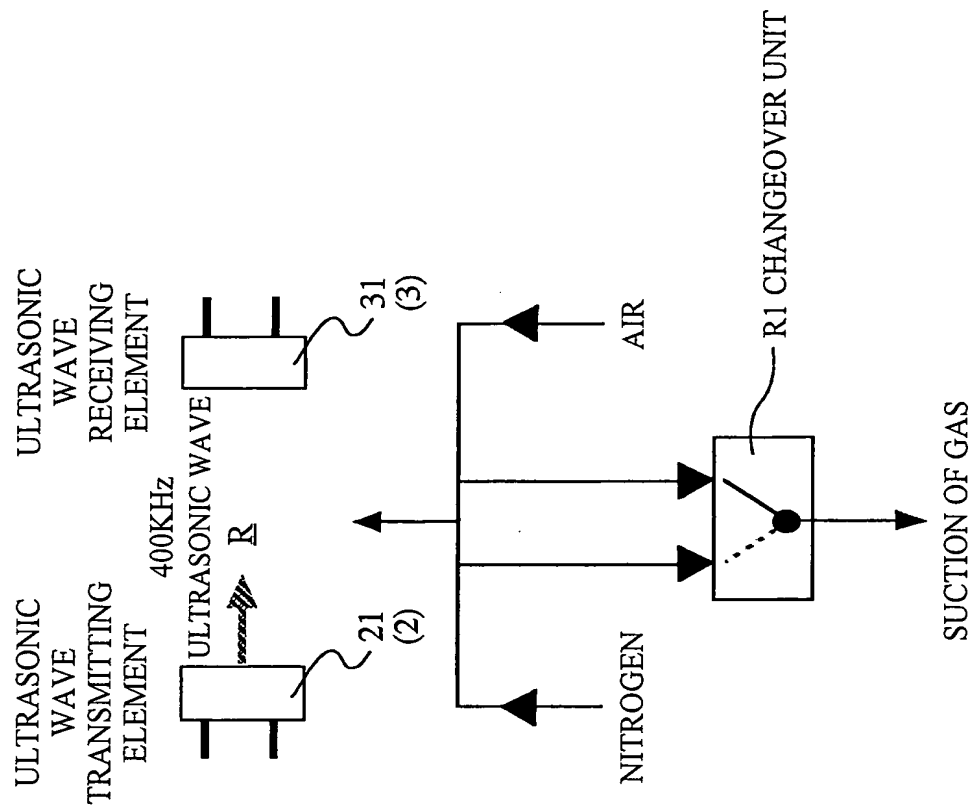 ULTRASONIC
WAVE
TRANSMITTING
ELEMENT
400KHz
ULTRASONIC WAVE
R
21
(2)
ULTRASONIC
WAVE
RECEIVING
ELEMENT
31
(3)
NITROGEN
AIR
R1 CHANGEOVER UNIT
SUCTION OF GAS